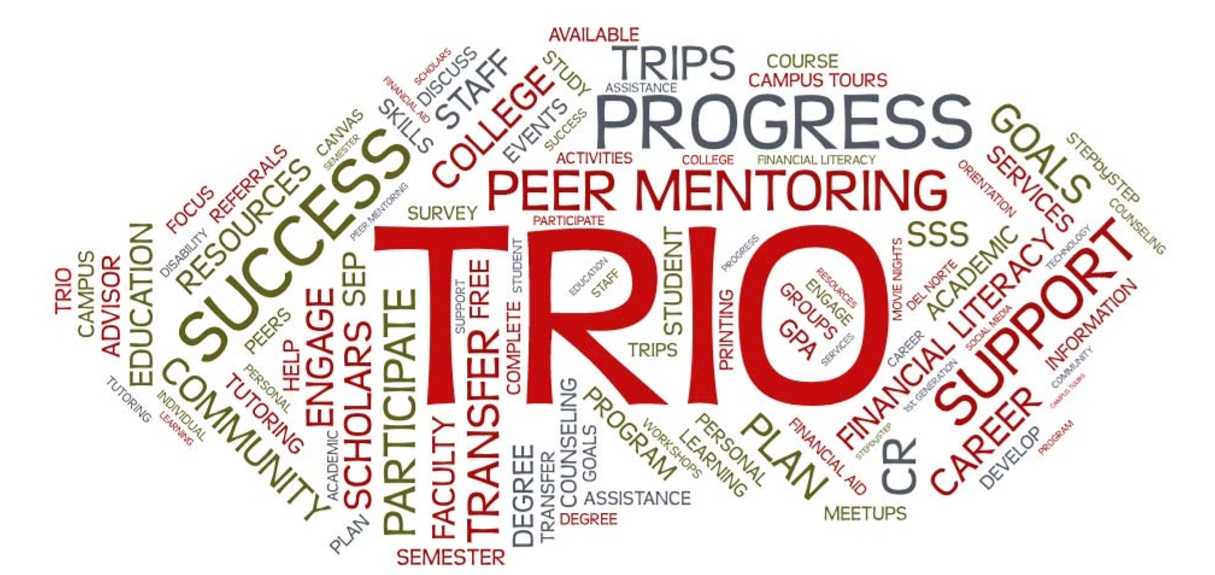 AVAILABLE
TRIPS
COURSE
CAMPUS TOURS
ASSISTANCE
PROGRESS
SCHOLARS
FINANCIAL AID
DISCUSS
STAFF
SKILLS
COLLEGE
STUDY
EVENTS
SUCCESS
ACTIVITIES
COLLEGE
FINANCIAL LITERACY
PEER MENTORING
GOALS
STEPbySTEP
SERVICES
ORIENTATION
COUNSELING
CANVAS
SEMESTER
FOCUS
REFERRALS
RESOURCES
DISABILITY
SUCCESS
PEER MENTORING
SURVEY
PARTICIPATE
TRIO
SSS
TRIO
CAMPUS
ADVISOR
EDUCATION
PEERS
SEP
SUPPORT
FREE
STUDENT
EDUCATION
STAFF
STUDENT
PROGRESS
PRINTING
TRIPS
RESOURCES
ENGAGE
GROUPS
GPA
SERVICES
MOVIE NIGHTS
DEL NORTE
ACADEMIC
TECHNOLOGY
FINANCIAL LITERACY
SOCIAL MEDIA
SUPPORT
INFORMATION
CAREER
1st GENERATION
COMMUNITY
CAMPUS TOURS
TUTORING
INDIVIDUAL
LEARNING
COMMUNITY
PERSONAL
TUTORING
HELP
ENGAGE
SCHOLARS
ACADEMIC
PLAN
PARTICIPATE
FACULTY
TRANSFER
COMPLETE
DEGREE
TRANSFER
COUNSELING
GOALS
PROGRAM
WORKSHOPS
PERSONAL
LEARNING
PLAN
FINANCIAL AID
STEPbySTEP
CR
CAREER
DEVELOP
PROGRAM
ASSISTANCE
DEGREE
MEETUPS
SEMESTER